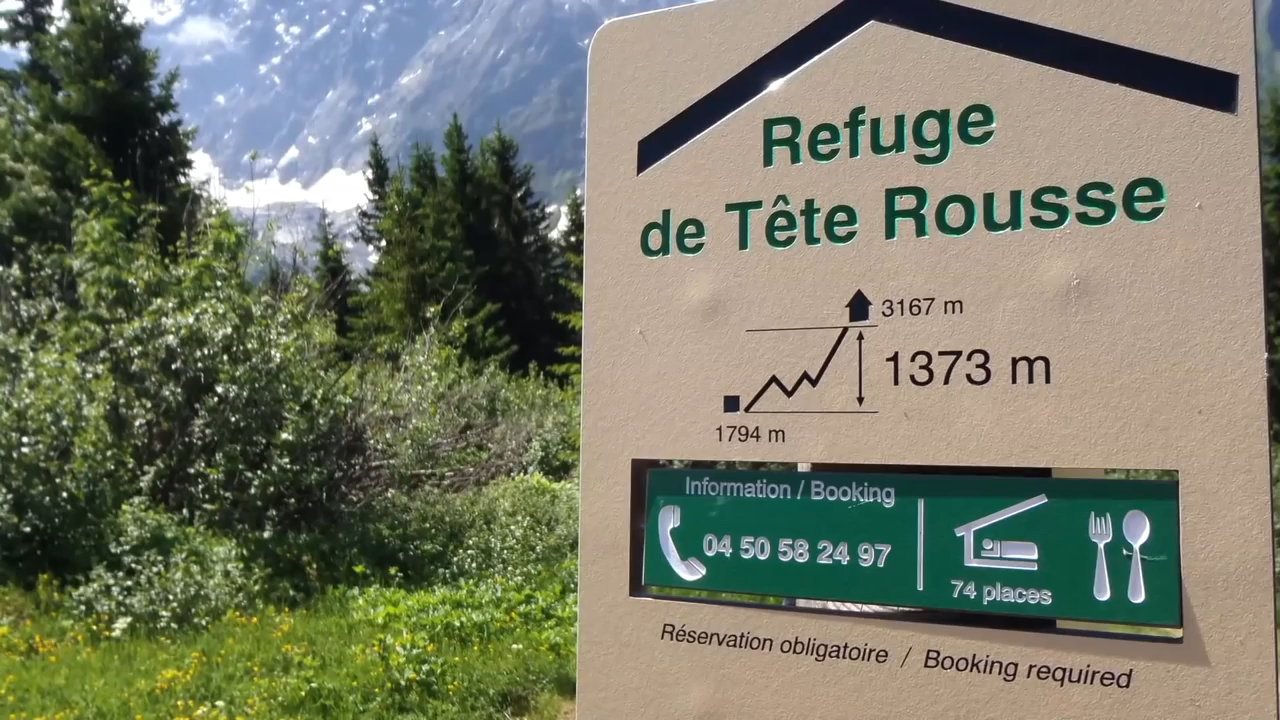 Refuge
de Tête Rousse
3167 m
1373 m
1794 m
Information / Booking
04 50 58 24 97
74 places
Réservation obligatoire / Booking required